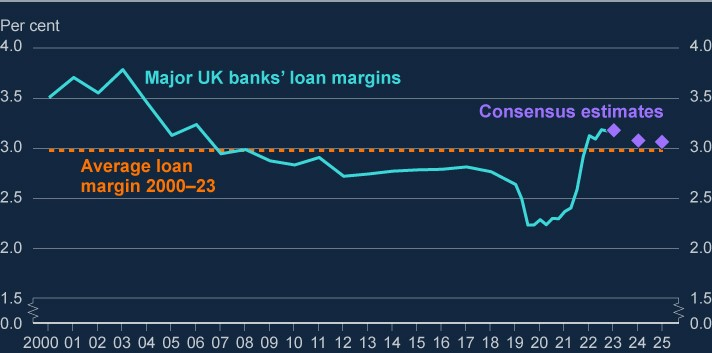 Per cent
4.0 4.0
Major UK banks’ loan margins
3.5 3.5
Consensus estimates
3.0 3.0
Average loan
margin 2000–23
2.5 2.5
2.0 2.0
1.5 1.5
0.0 0.0
2000 01 02 03 04 05 06 07 08 09 10 11 12 13 14 15 16 17 18 19 20 21 22 23 24 25